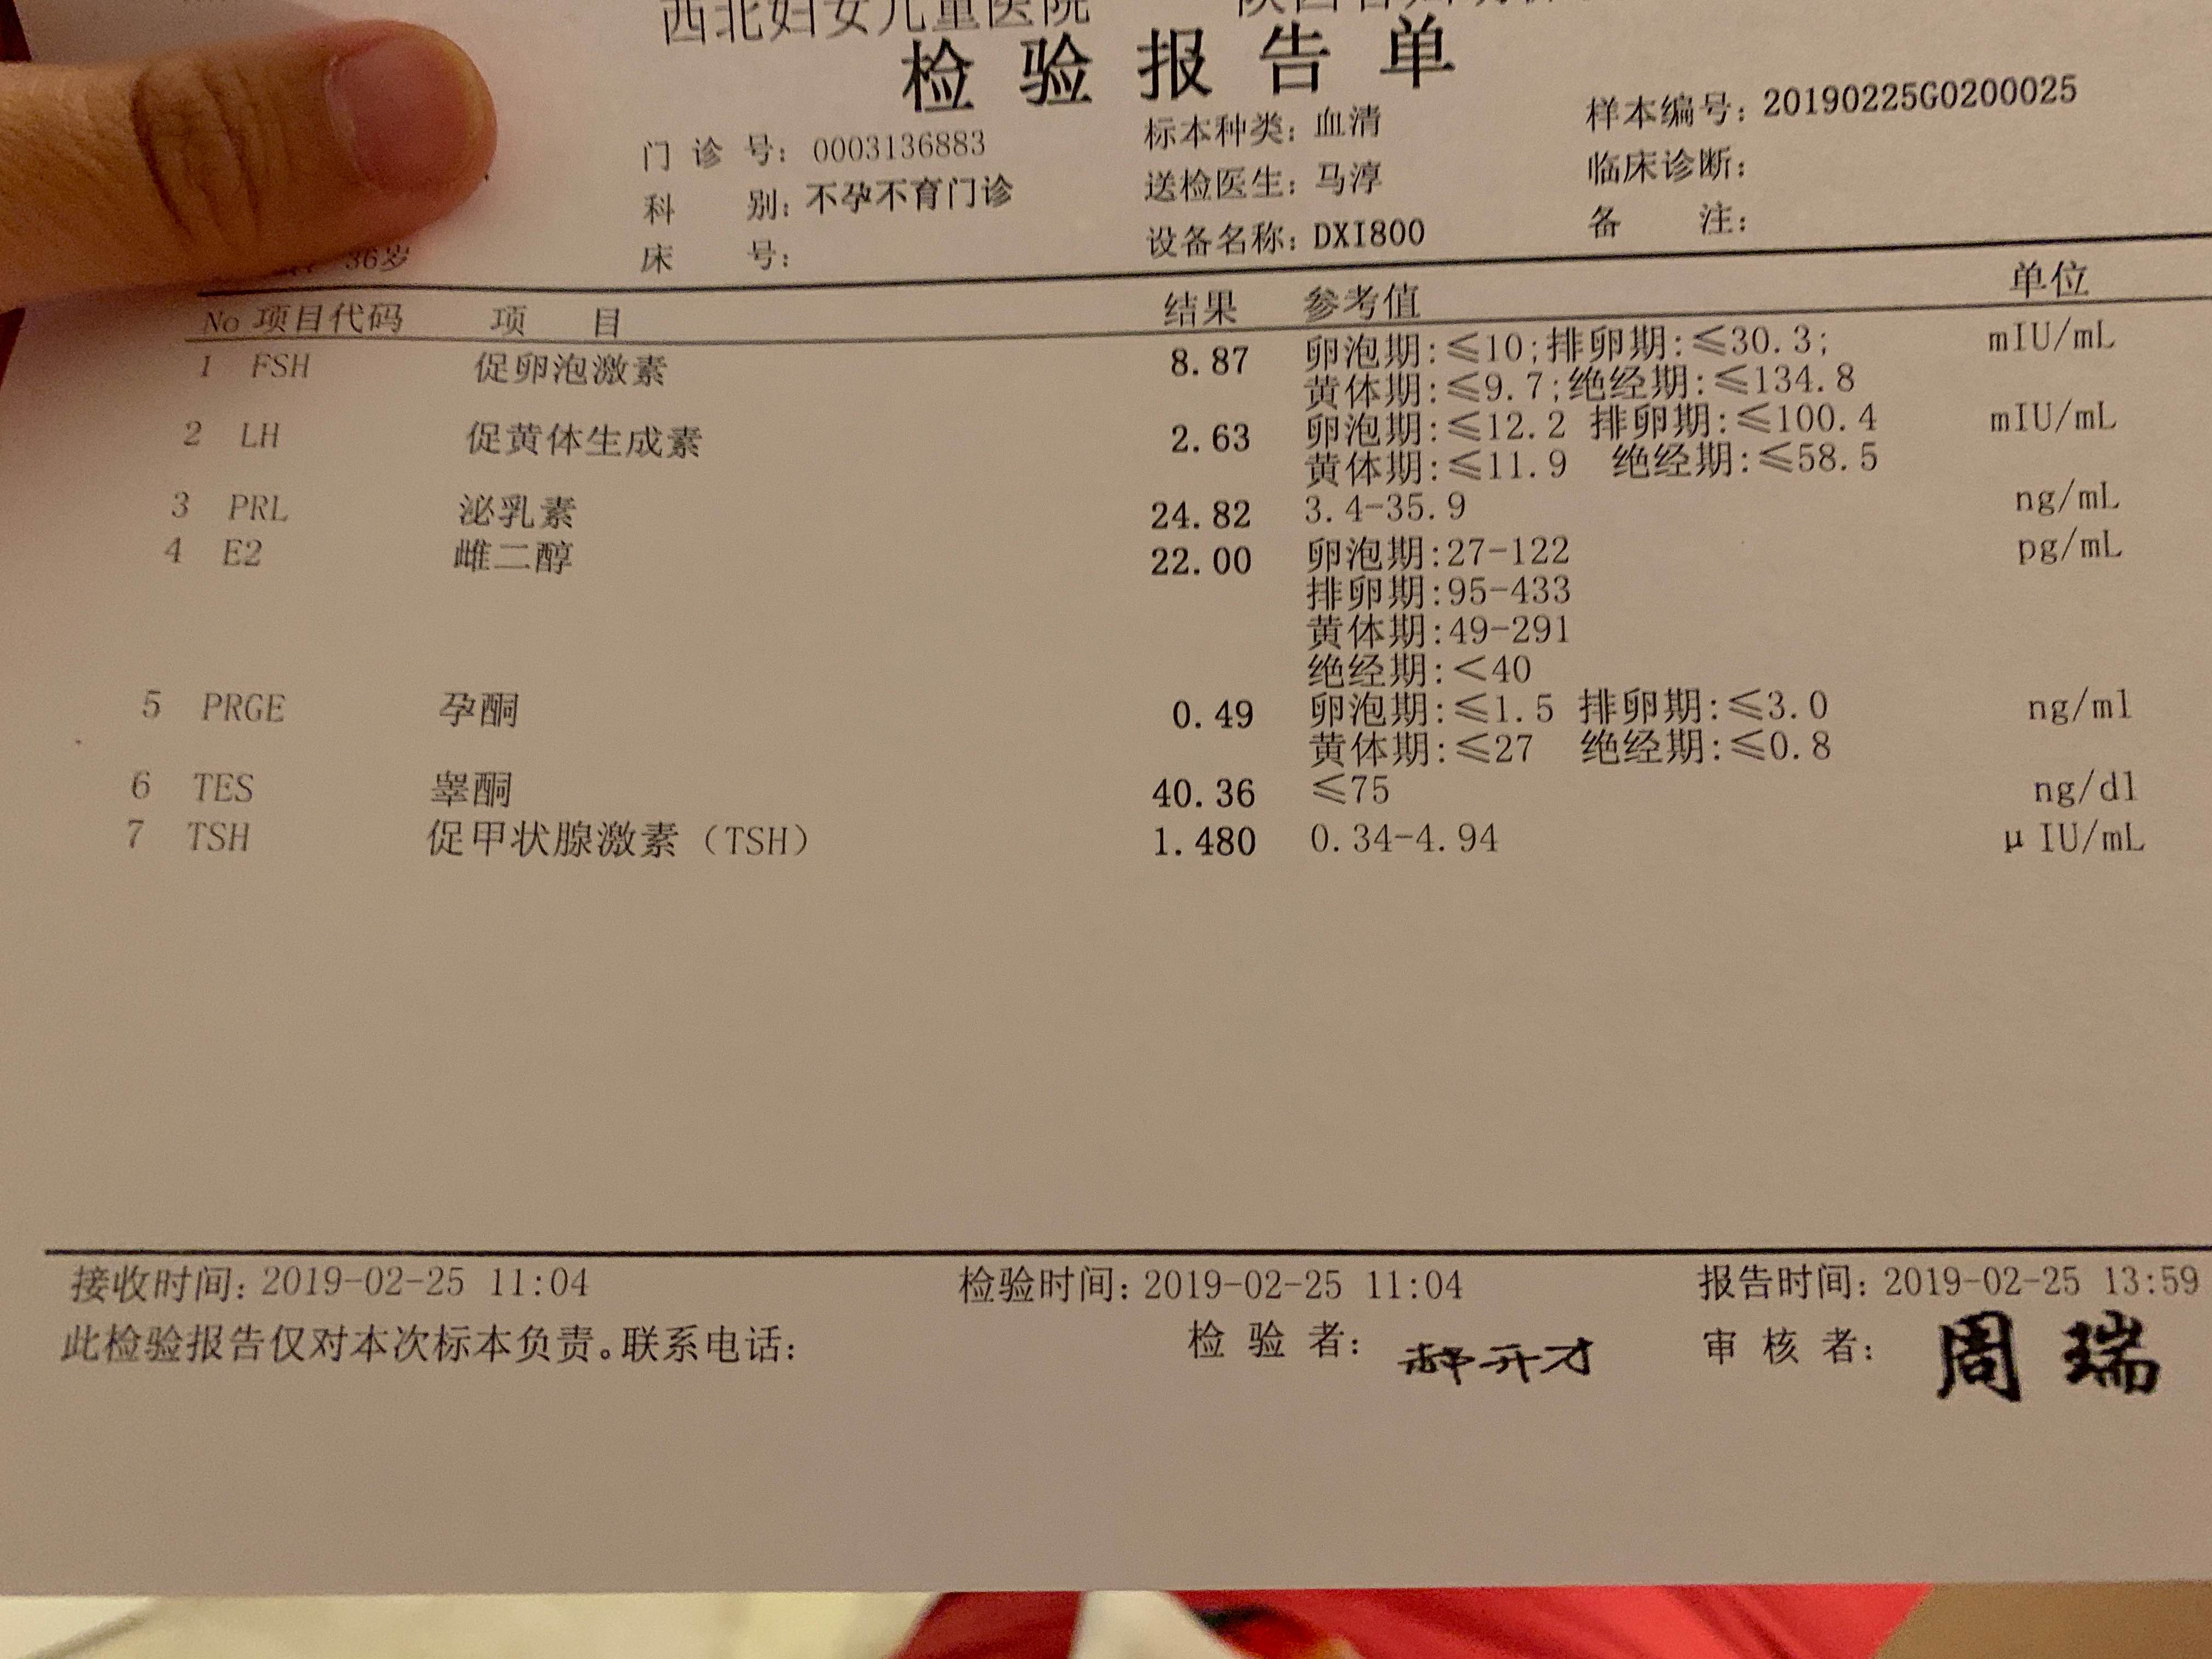 西北妇女儿童医院
检验报告单
门诊号: 0003136883 标本种类: 血清 样本编号: 20190225G0200025
科 别: 不孕不育门诊 送检医生: 马淳 临床诊断:
36岁 床 号: 设备名称: DXI800 备 注:
No 项目代码 项 目 结果 参考值 单位
1 FSH 促卵泡激素 8.87 卵泡期:≤10;排卵期:≤30.3; mIU/mL
黄体期:≤9.7;绝经期:≤134.8
2 LH 促黄体生成素 2.63 卵泡期:≤12.2 排卵期:≤100.4 mIU/mL
黄体期:≤11.9 绝经期:≤58.5
3 PRL 泌乳素 24.82 3.4-35.9 ng/mL
4 E2 雌二醇 22.00 卵泡期:27-122 pg/mL
排卵期:95-433
黄体期:49-291
绝经期:<40
5 PRGE 孕酮 0.49 卵泡期:≤1.5 排卵期:≤3.0 ng/ml
黄体期:≤27 绝经期:≤0.8
6 TES 睾酮 40.36 ≤75 ng/dl
7 TSH 促甲状腺激素（TSH） 1.480 0.34-4.94 μIU/mL
接收时间: 2019-02-25 11:04 检验时间: 2019-02-25 11:04 报告时间: 2019-02-25 13:59
此检验报告仅对本次标本负责。联系电话: 检 验 者: 审 核 者: 周瑞